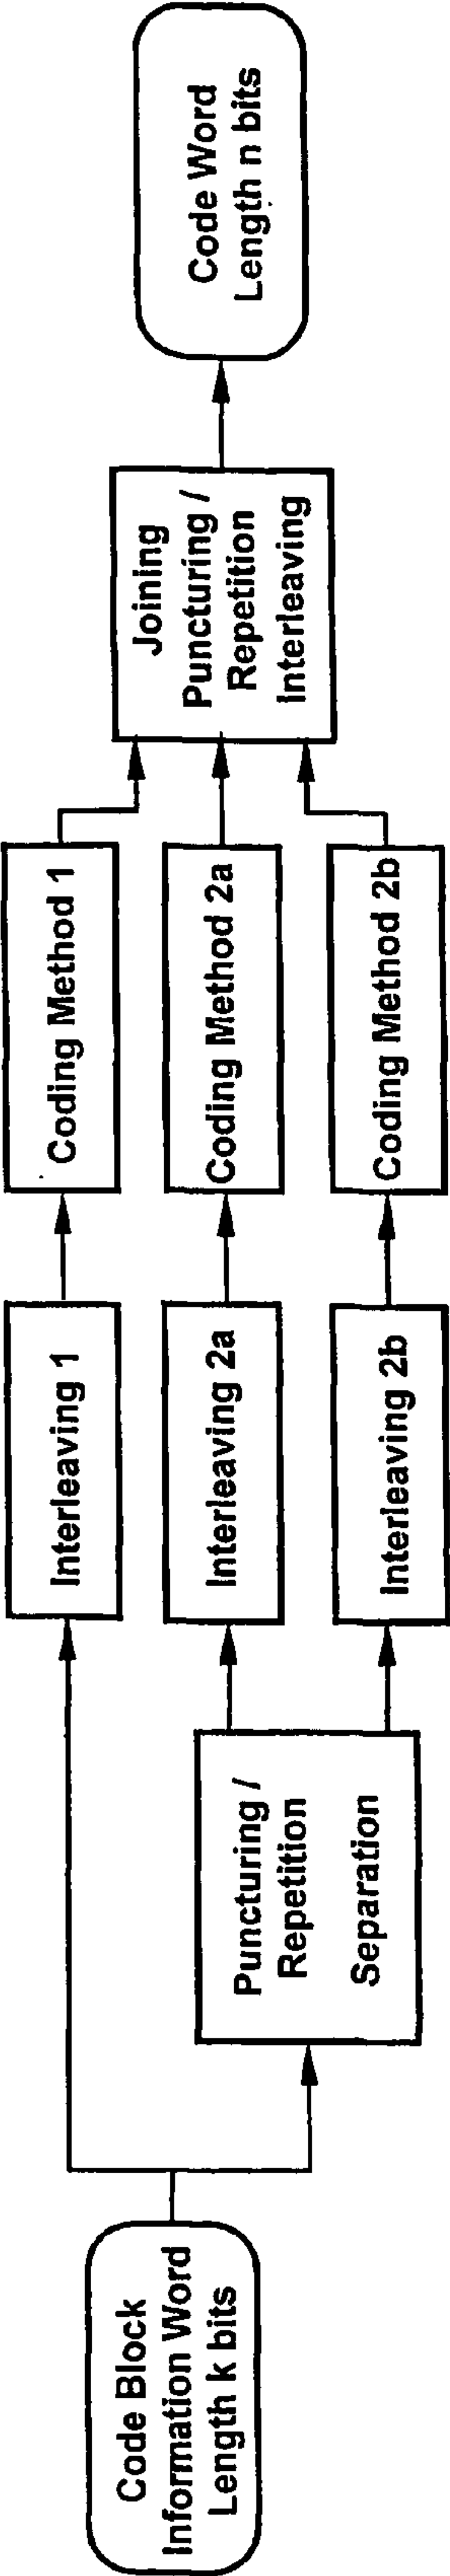 Code Block
Information Word
Length k bits
Puncturing /
Repetition
Separation
Interleaving 1
Interleaving 2a
Interleaving 2b
Coding Method 1
Coding Method 2a
Coding Method 2b
Joining
Puncturing /
Repetition
Interleaving
Code Word
Length n bits